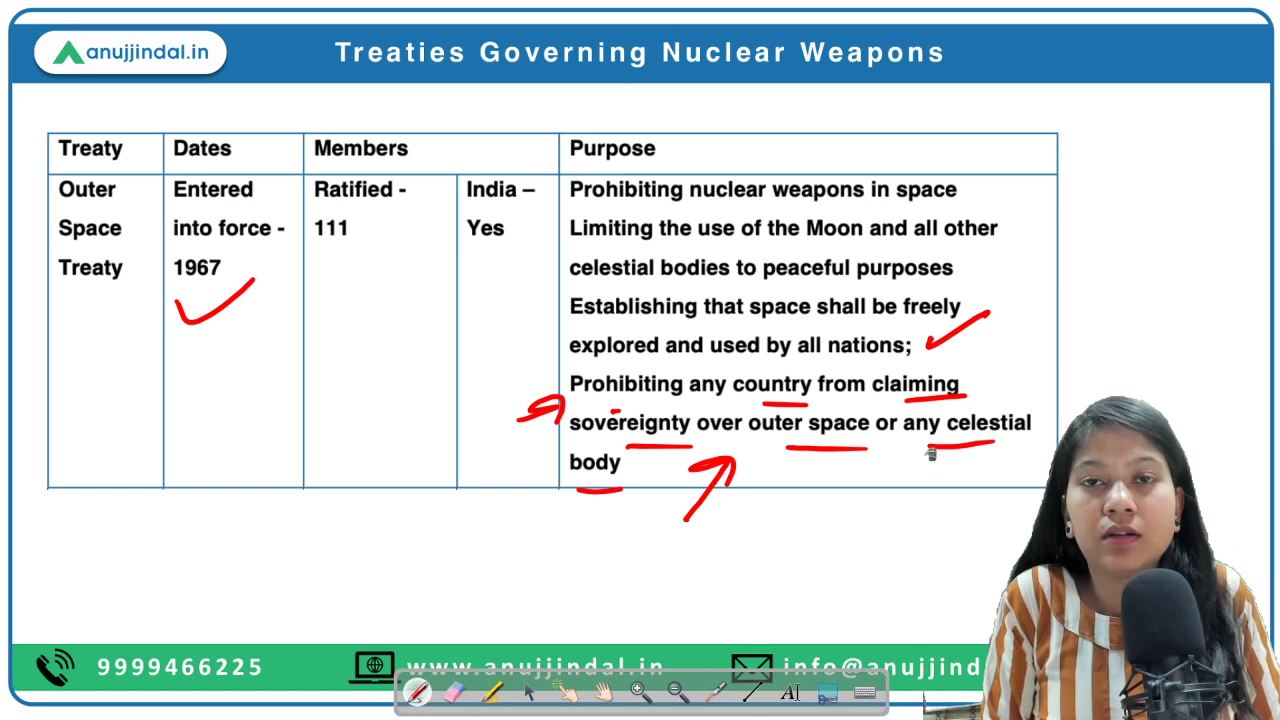 anujjindal.in
Treaties Governing Nuclear Weapons
Treaty
Dates
Members
Purpose
Outer
Space
Treaty
Entered
into force -
1967
Ratified -
111
India –
Yes
Prohibiting nuclear weapons in space
Limiting the use of the Moon and all other
celestial bodies to peaceful purposes
Establishing that space shall be freely
explored and used by all nations;
Prohibiting any country from claiming
sovereignty over outer space or any celestial
body
9999466225
www.anujjindal.in
info@anujjind
AI